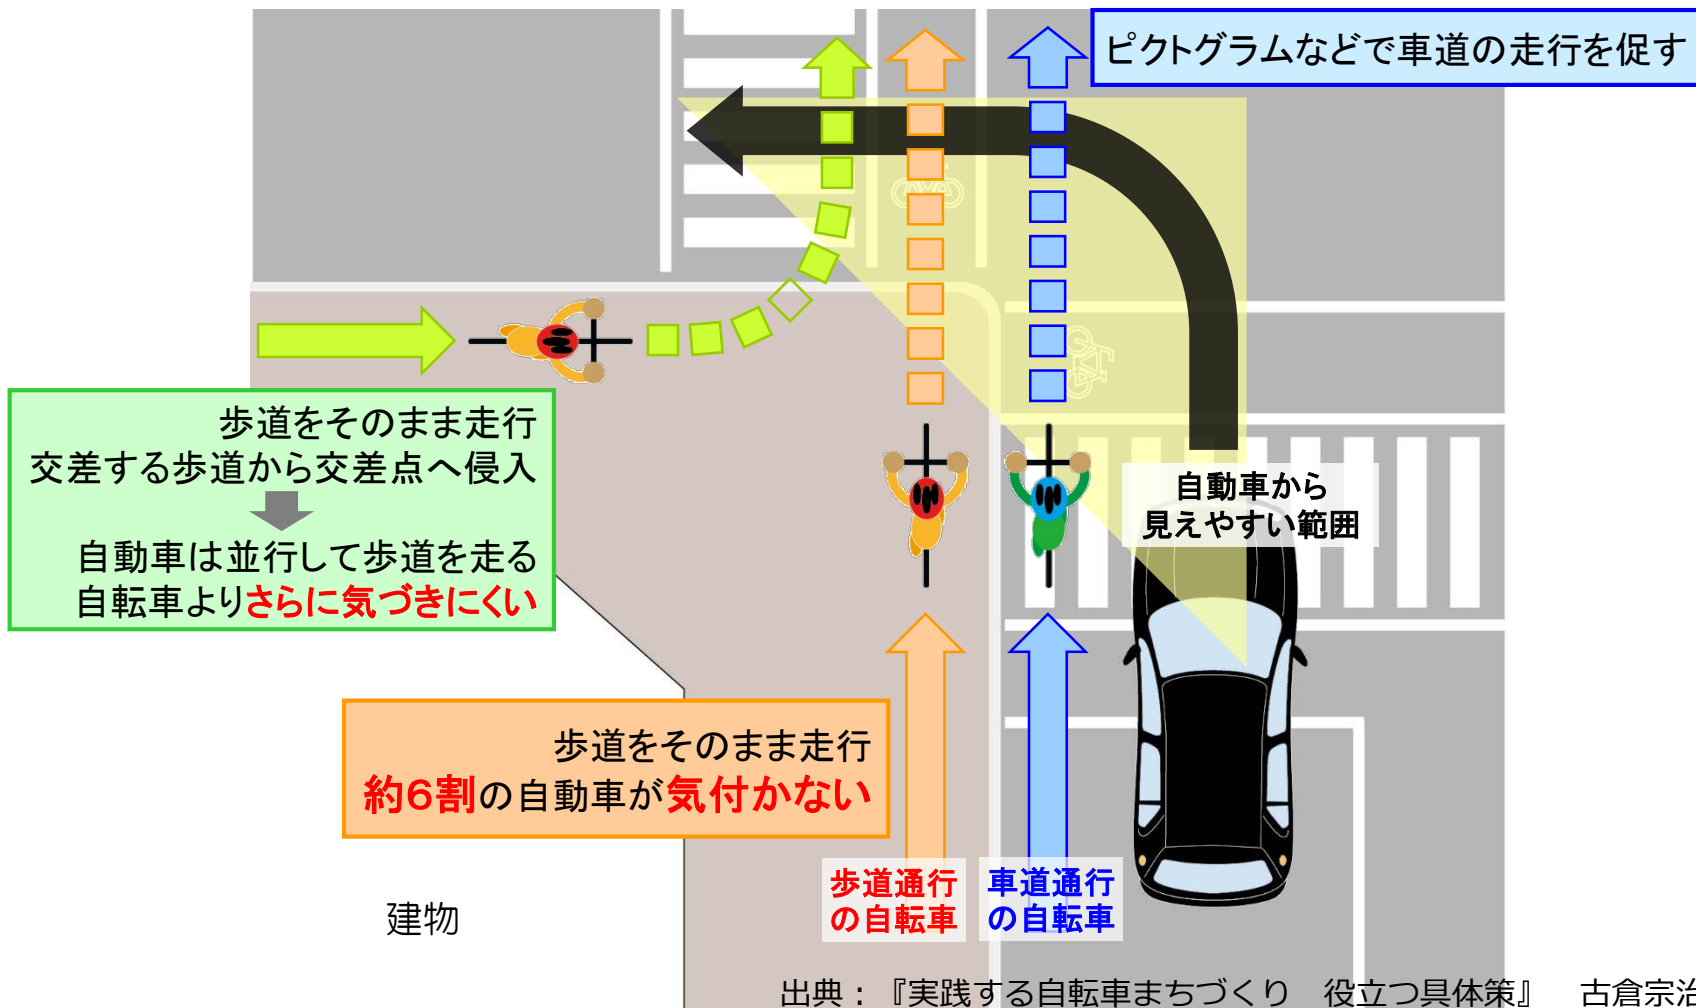 ピクトグラムなどで車道の走行を促す
歩道をそのまま走行
交差する歩道から交差点へ侵入
自動車は並行して歩道を走る
自転車よりさらに気づきにくい
自動車から
見えやすい範囲
歩道をそのまま走行
約6割の自動車が気付かない
歩道通行
の自転車
車道通行
の自転車
建物
出典:『実践する自転車まちづくり 役立つ具体策』 古倉宗治